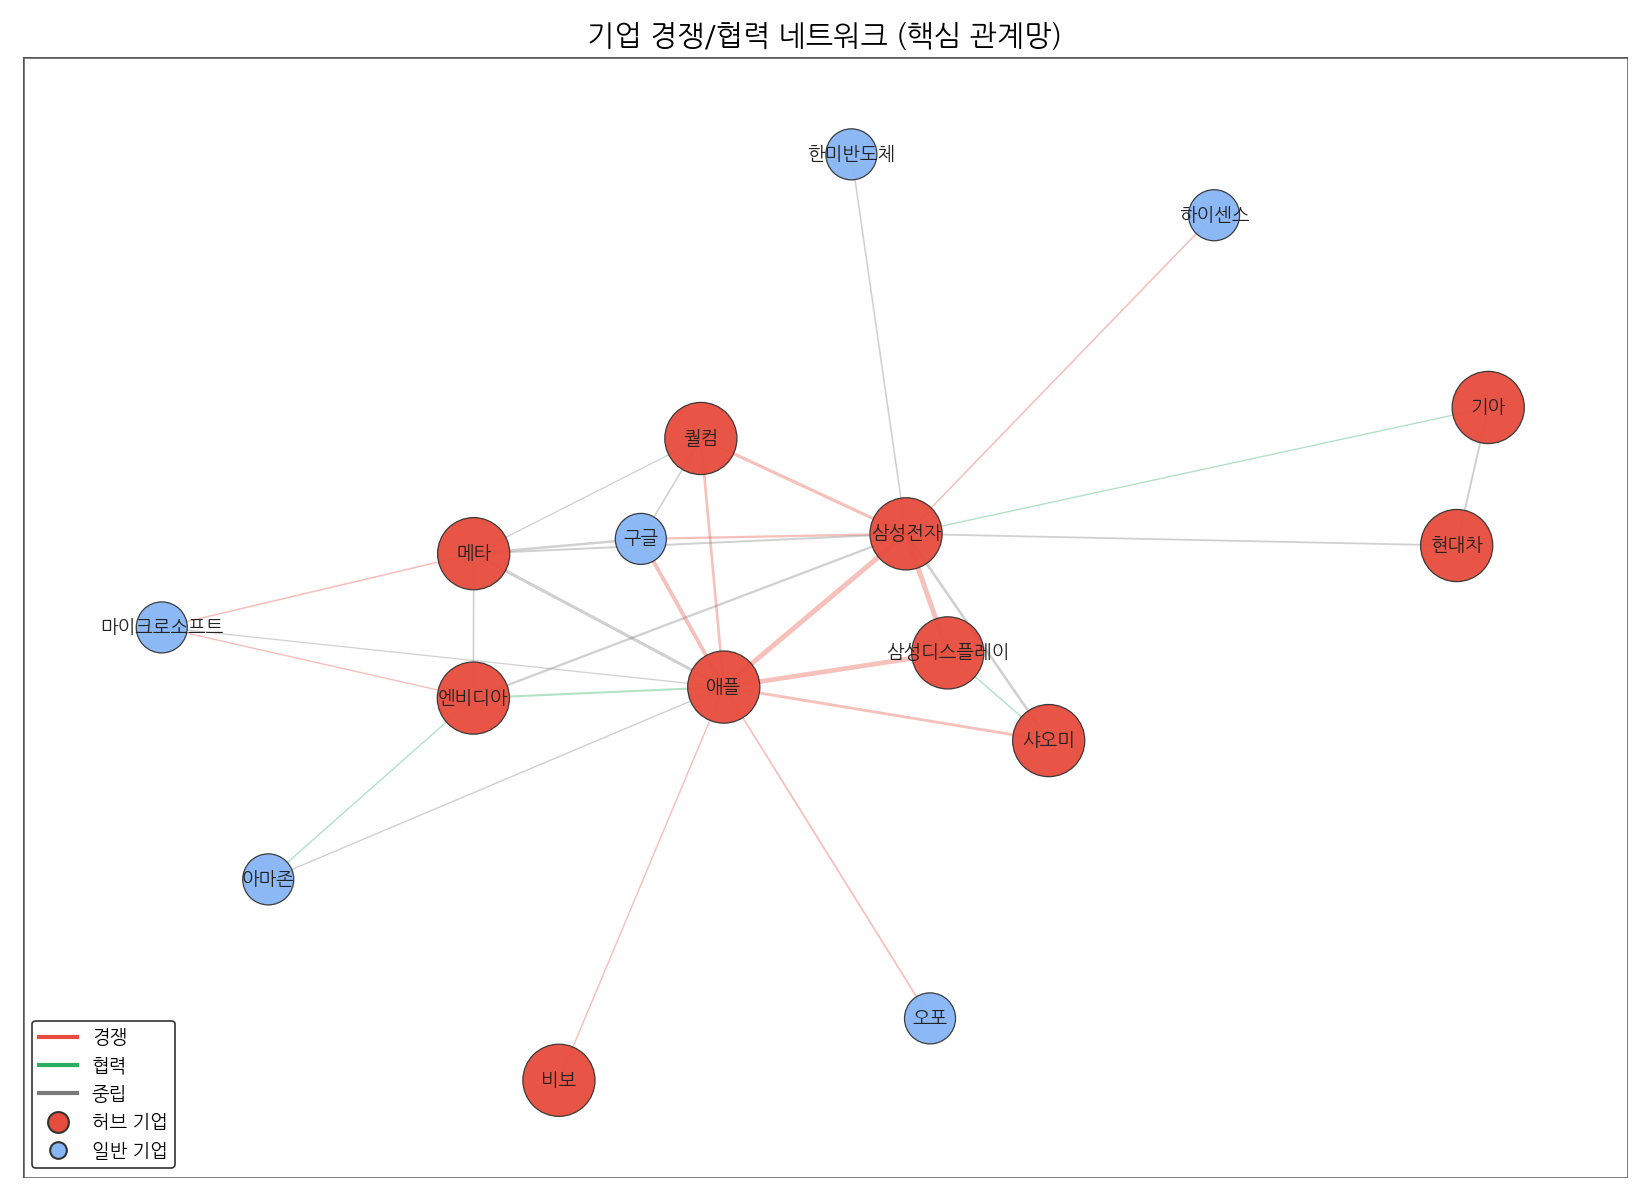 기업 경쟁/협력 네트워크 (핵심 관계망)
한미반도체
하이센스
기아
퀄컴
삼성전자
구글
현대차
메타
마이크로소프트
삼성디스플레이
애플
엔비디아
샤오미
아마존
오포
비보
경쟁
협력
중립
허브 기업
일반 기업